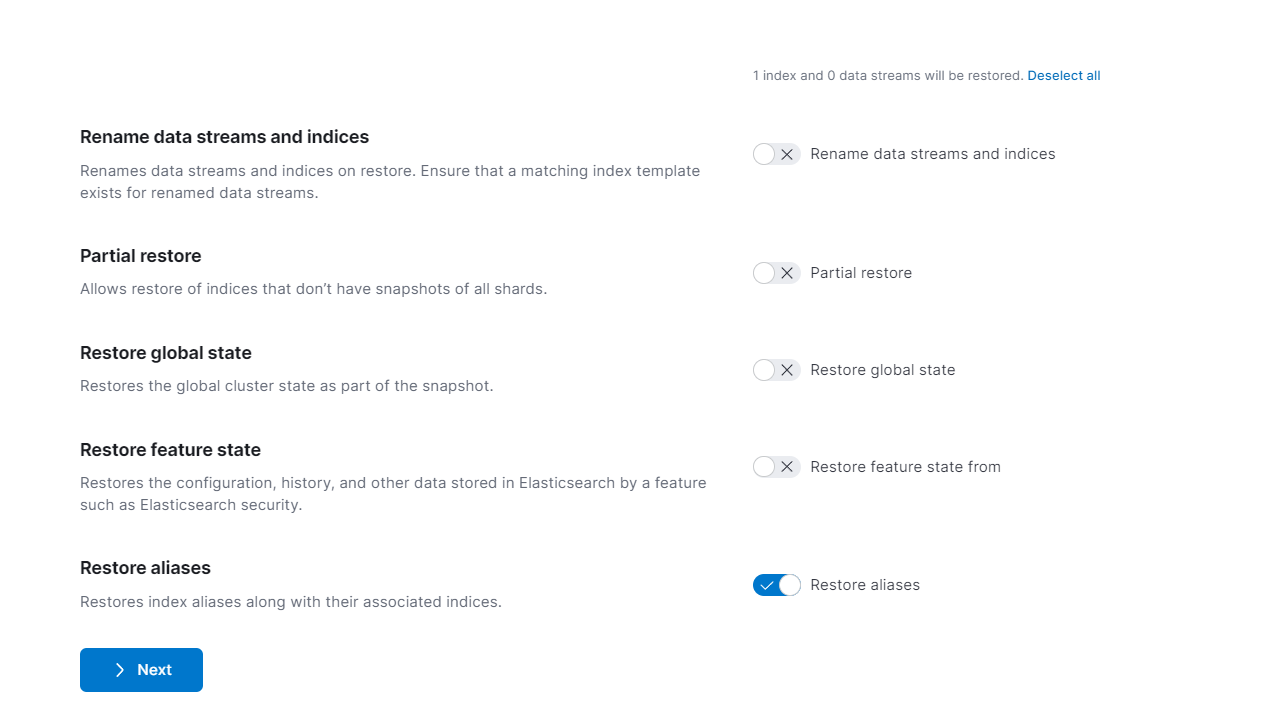 1 index and 0 data streams will be restored. Deselect all
Rename data streams and indices
Renames data streams and indices on restore. Ensure that a matching index template
exists for renamed data streams.
Rename data streams and indices
Partial restore
Allows restore of indices that don’t have snapshots of all shards.
Partial restore
Restore global state
Restores the global cluster state as part of the snapshot.
Restore global state
Restore feature state
Restores the configuration, history, and other data stored in Elasticsearch by a feature
such as Elasticsearch security.
Restore feature state from
Restore aliases
Restores index aliases along with their associated indices.
Restore aliases
Next